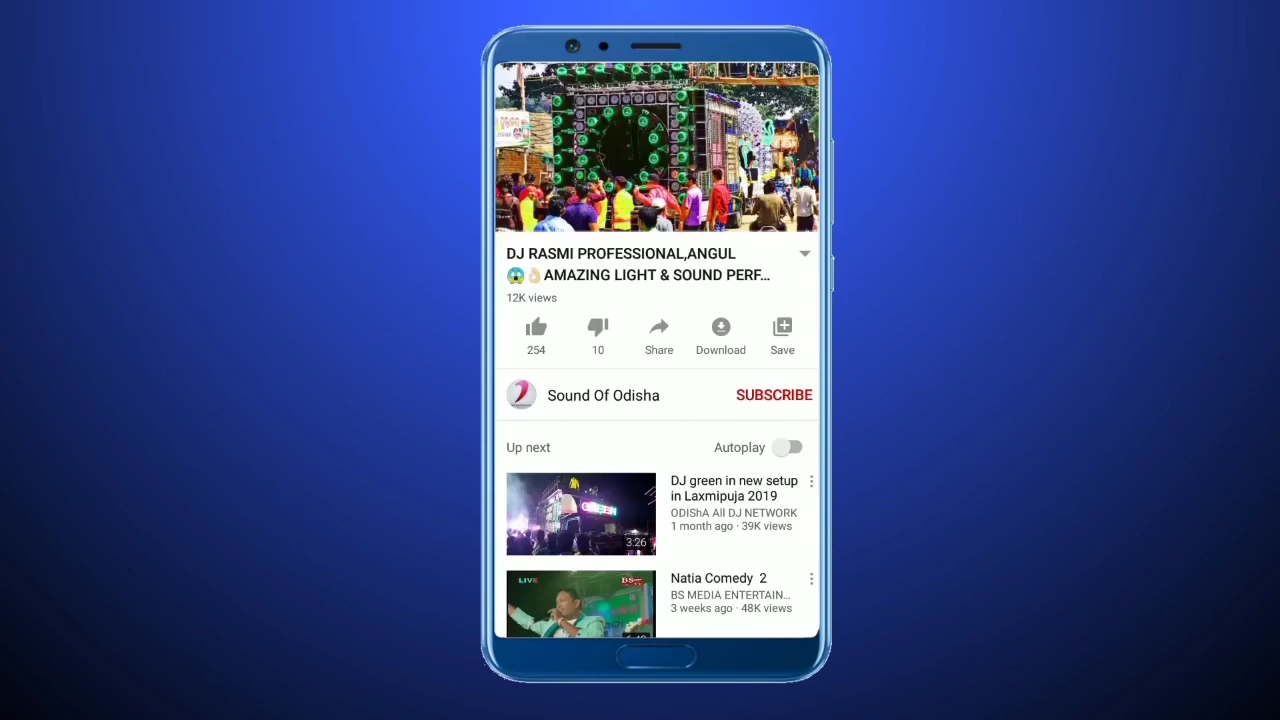 DJ RASMI PROFESSIONAL,ANGUL
😱👌🏻AMAZING LIGHT & SOUND PERF...
12K views
254
10
Share
Download
Save
Sound Of Odisha
SUBSCRIBE
Up next
Autoplay
GREEN
3:26
DJ green in new setup
in Laxmipuja 2019
ODIShA All DJ NETWORK
1 month ago · 39K views
LIVE
BS
Natia Comedy 2
BS MEDIA ENTERTAIN...
3 weeks ago · 48K views